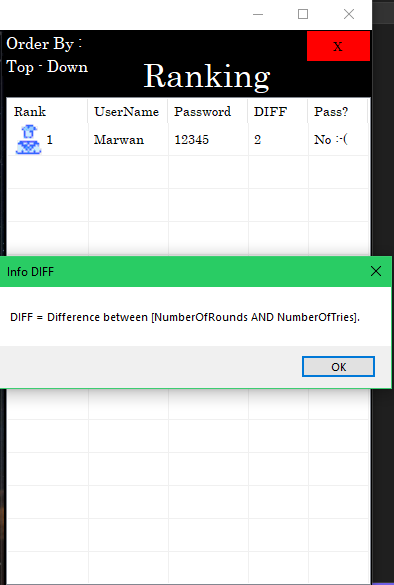 Order By :
X
Top - Down
Ranking
Rank UserName Password DIFF Pass?
1 Marwan 12345 2 No :-(
Info DIFF
DIFF = Difference between [NumberOfRounds AND NumberOfTries].
OK